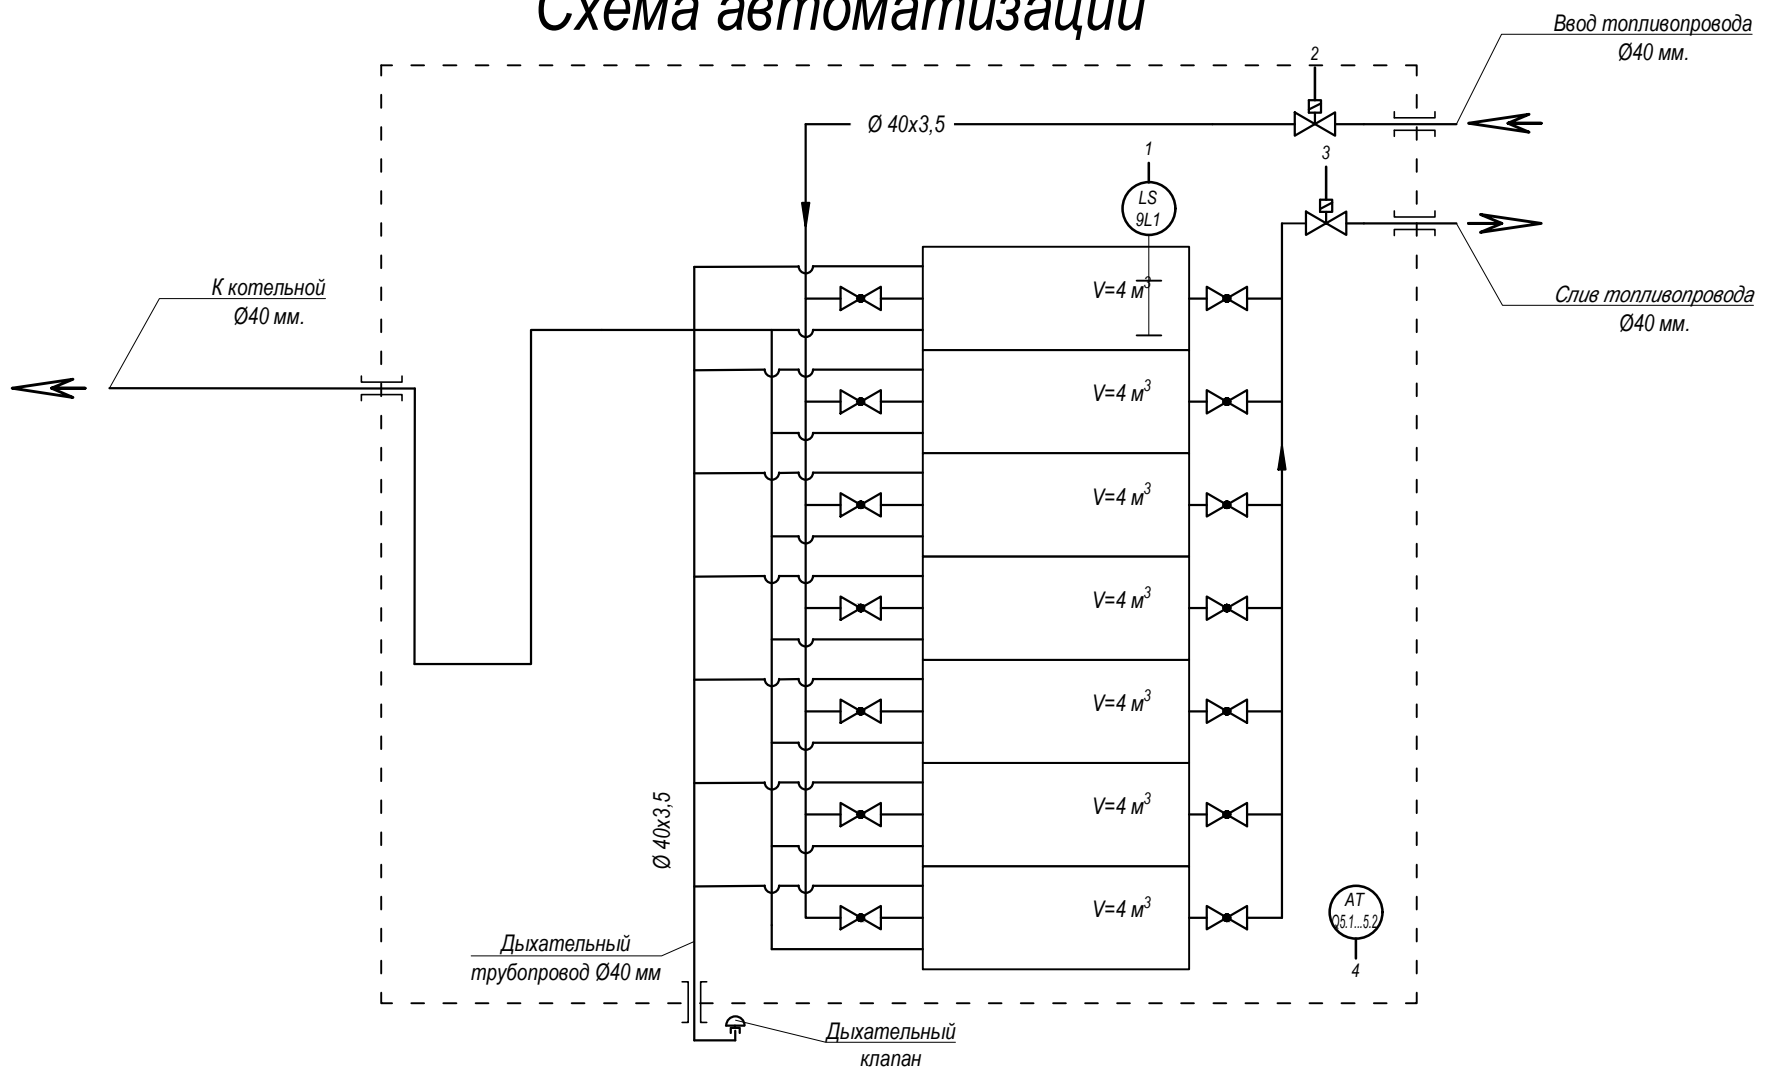 Схема автоматизации
Ввод топливопровода
Ø40 мм.
2
Ø 40х3,5
1
3
LS
9L1
К котельной
Ø40 мм.
V=4 м³
Слив топливопровода
Ø40 мм.
V=4 м³
V=4 м³
V=4 м³
V=4 м³
V=4 м³
Ø 40х3,5
V=4 м³
AT
Q5.1...5.2
4
Дыхательный
трубопровод Ø40 мм
Дыхательный
клапан